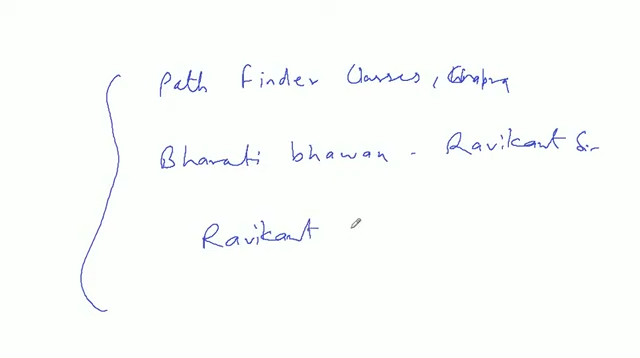 Path Finder Classes, Chapra
Bharati bhawan - Ravikant Sir
Ravikant